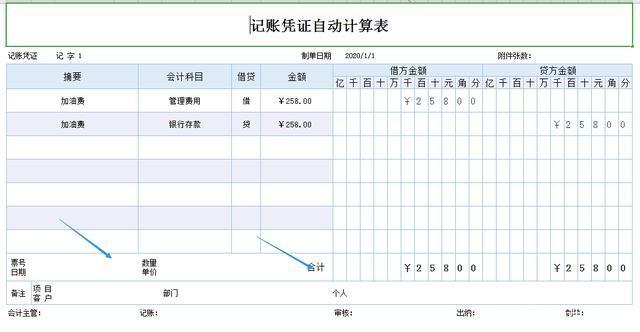 记账凭证自动计算表
记账凭证 记 字 1 制单日期 2020/1/1 附件张数:
摘要 会计科目 借贷 金额 借方金额 贷方金额
亿 千 百 十 万 千 百 十 元 角 分 亿 千 百 十 万 千 百 十 元 角 分
加油费 管理费用 借 ¥258.00 ¥ 2 5 8 0 0
加油费 银行存款 贷 ¥258.00 ¥ 2 5 8 0 0
票号 数量 合计 ¥ 2 5 8 0 0 ¥ 2 5 8 0 0
日期 单价
备注 项 目 部门 个人
客 户
会计主管: 记账: 审核: 出纳: